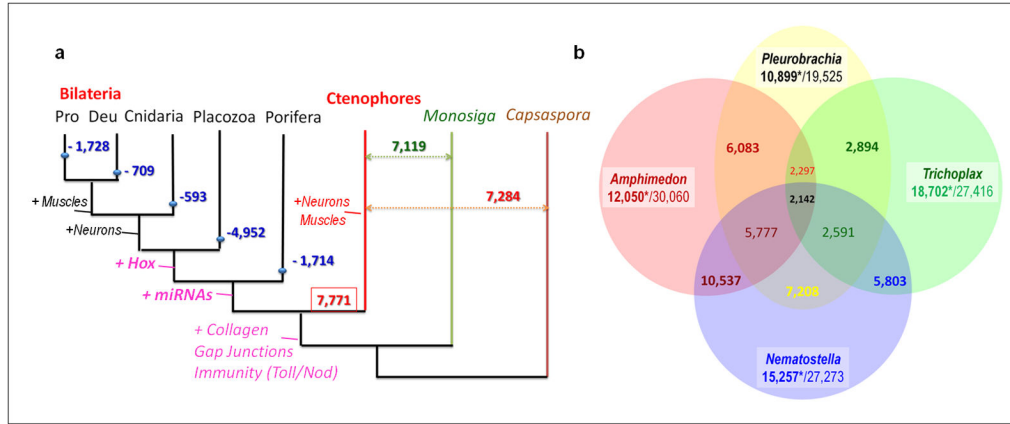 a
Bilateria
Pro Deu Cnidaria Placozoa Porifera
Ctenophores
Monosiga
Capsaspora
- 1,728
- 709
-593
-4,952
- 1,714
7,119
7,284
+ Muscles
+Neurons
+Neurons
Muscles
+ Hox
+ miRNAs
7,771
+ Collagen
Gap Junctions
Immunity (Toll/Nod)
b
Pleurobrachia
10,899*/19,525
6,083
2,894
2,297
Amphimedon
12,050*/30,060
Trichoplax
18,702*/27,416
2,142
5,777
2,591
10,537
7,208
5,803
Nematostella
15,257*/27,273